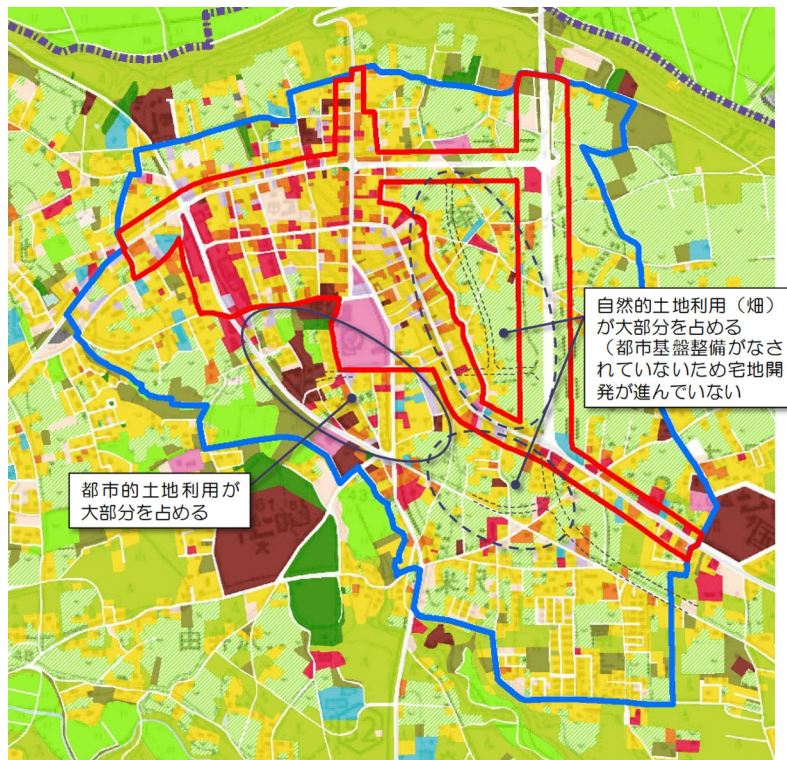 自然的土地利用（畑）
が大部分を占める
（都市基盤整備がなさ
れていないため宅地開
発が進んでいない
都市的土地利用が
大部分を占める